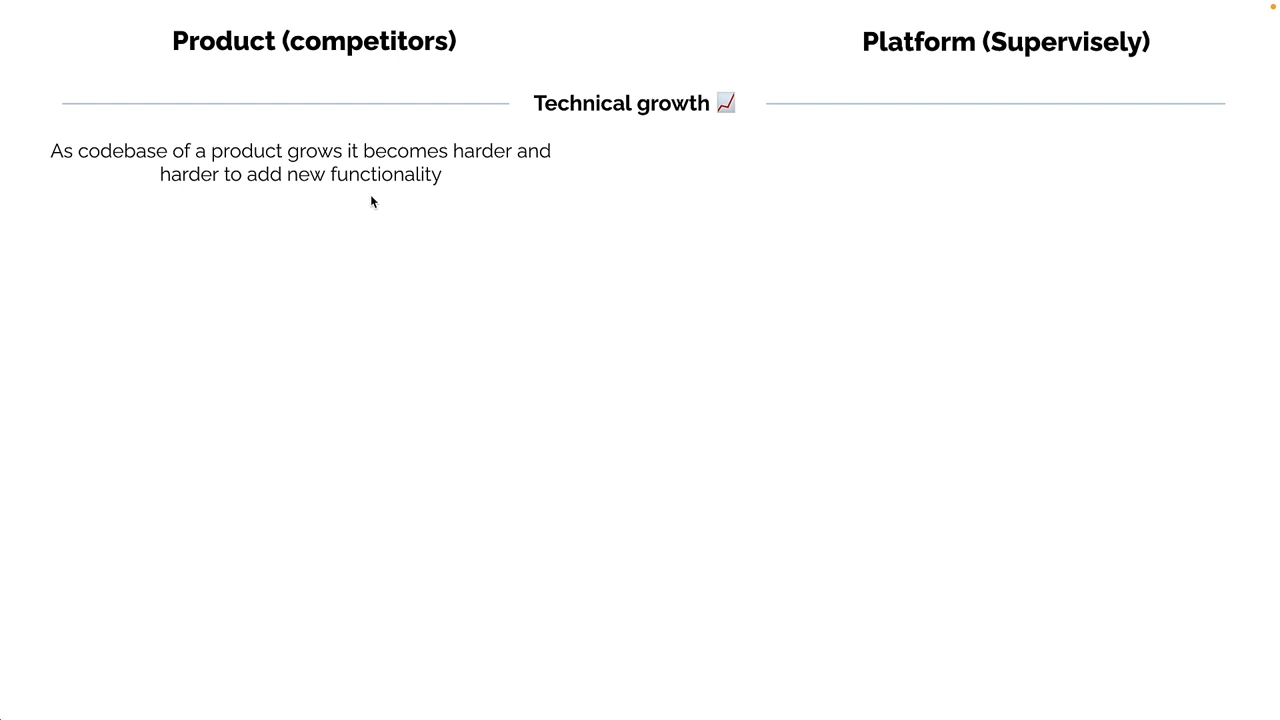 Product (competitors)
Platform (Supervisely)
Technical growth 📈
As codebase of a product grows it becomes harder and
harder to add new functionality